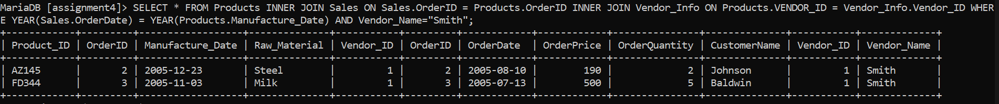 MariaDB [assignment4]> SELECT * FROM Products INNER JOIN Sales ON Sales.OrderID = Products.OrderID INNER JOIN Vendor_Info ON Products.VENDOR_ID = Vendor_Info.Vendor_ID WHER
E YEAR(Sales.OrderDate) = YEAR(Products.Manufacture_Date) AND Vendor_Name="Smith";
+------------+---------+------------------+--------------+-----------+---------+------------+------------+---------------+--------------+-----------+-------------+
| Product_ID | OrderID | Manufacture_Date | Raw_Material | Vendor_ID | OrderID | OrderDate  | OrderPrice | OrderQuantity | CustomerName | Vendor_ID | Vendor_Name |
+------------+---------+------------------+--------------+-----------+---------+------------+------------+---------------+--------------+-----------+-------------+
| AZ145      |       2 | 2005-12-23       | Steel        |         1 |       2 | 2005-08-10 |        190 |             2 | Johnson      |         1 | Smith       |
| FD344      |       3 | 2005-11-03       | Milk         |         1 |       3 | 2005-07-13 |        500 |             5 | Baldwin      |         1 | Smith       |
+------------+---------+------------------+--------------+-----------+---------+------------+------------+---------------+--------------+-----------+-------------+